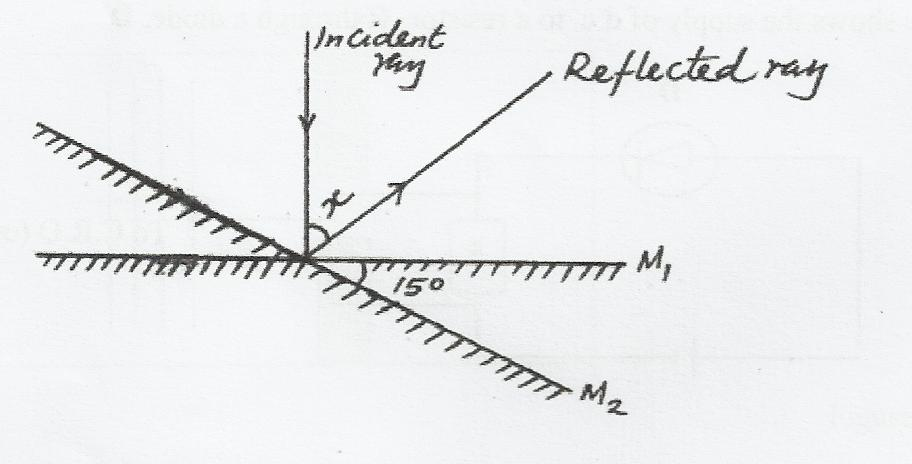 Incident
ray
Reflected ray
x
M₁
15°
M₂